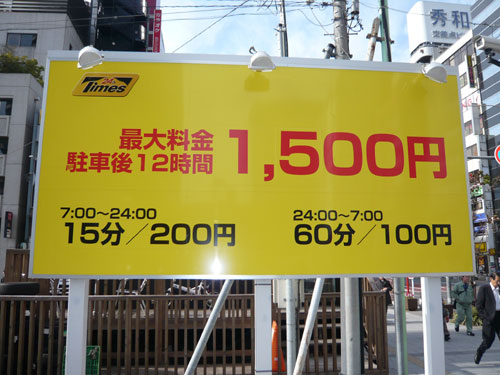 秀和
24h
Times
最大料金
駐車後12時間
1,500円
7:00～24:00
15分／200円
24:00～7:00
60分／100円